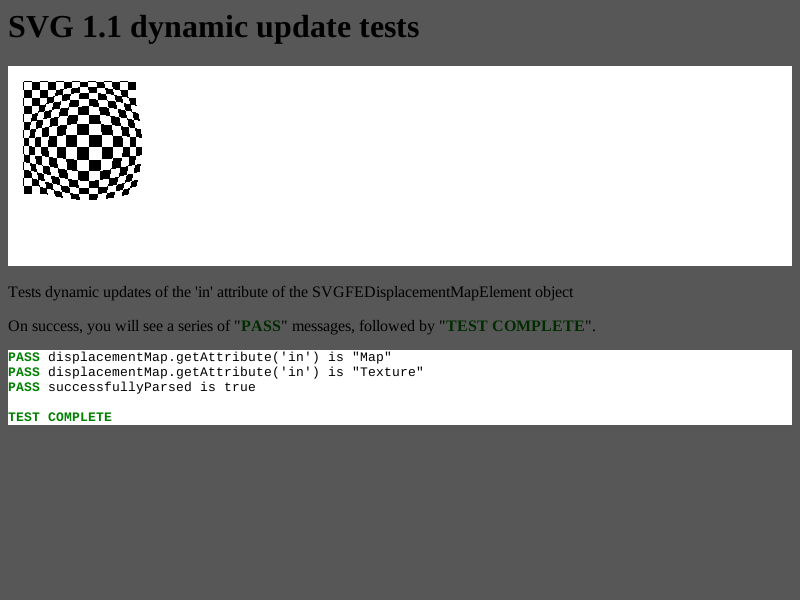 SVG 1.1 dynamic update tests
Tests dynamic updates of the 'in' attribute of the SVGFEDisplacementMapElement object
On success, you will see a series of "PASS" messages, followed by "TEST COMPLETE".
PASS displacementMap.getAttribute('in') is "Map"
PASS displacementMap.getAttribute('in') is "Texture"
PASS successfullyParsed is true
TEST COMPLETE